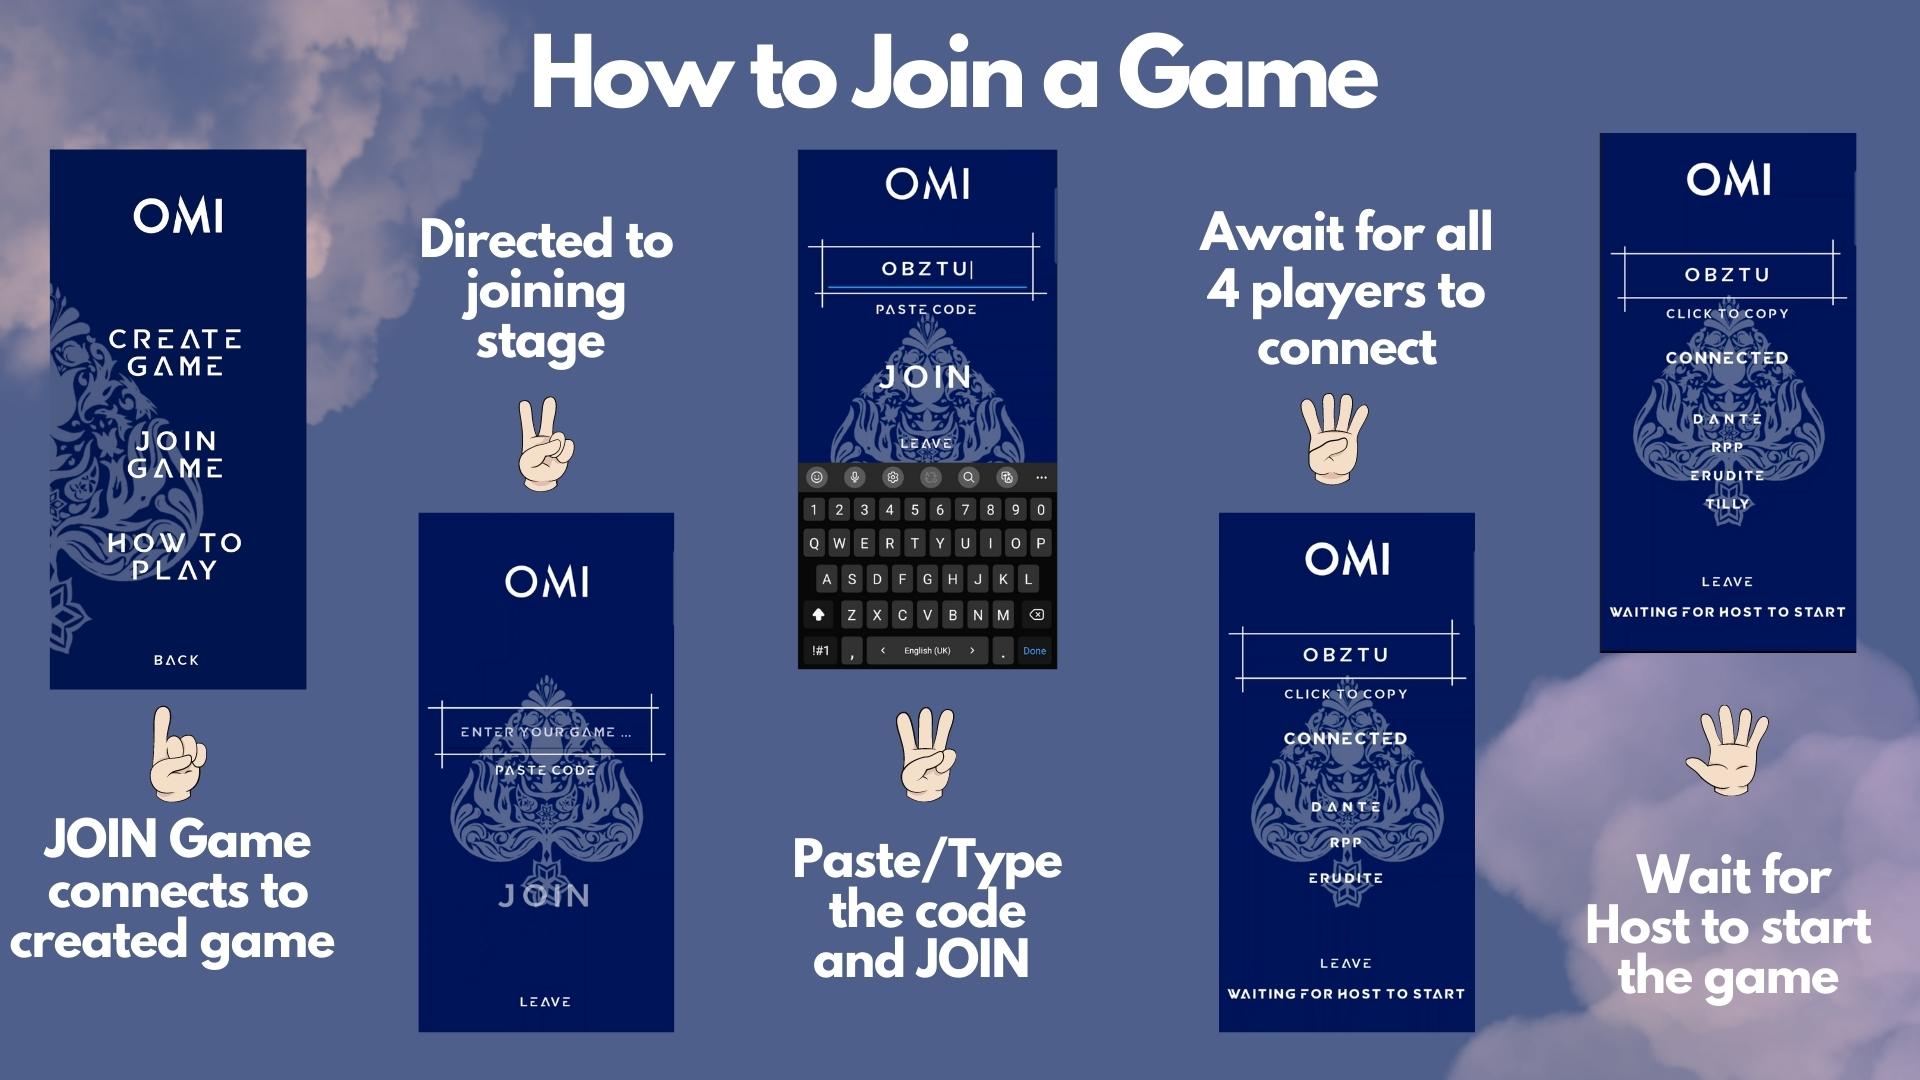 How to Join a Game
OMI
CREATE
GAME
JOIN
GAME
HOW TO
PLAY
BACK
JOIN Game
connects to
created game
Directed to
joining
stage
OMI
ENTER YOUR GAME ...
PASTE CODE
JOIN
LEAVE
OMI
OBZTU
PASTE CODE
JOIN
LEAVE
1 2 3 4 5 6 7 8 9 0
Q W E R T Y U I O P
A S D F G H J K L
Z X C V B N M
!#1 , < English (UK) > . Done
Paste/Type
the code
and JOIN
Await for all
4 players to
connect
OMI
OBZTU
CLICK TO COPY
CONNECTED
DANTE
RPP
ERUDITE
LEAVE
WAITING FOR HOST TO START
OMI
OBZTU
CLICK TO COPY
CONNECTED
DANTE
RPP
ERUDITE
TILLY
LEAVE
WAITING FOR HOST TO START
Wait for
Host to start
the game